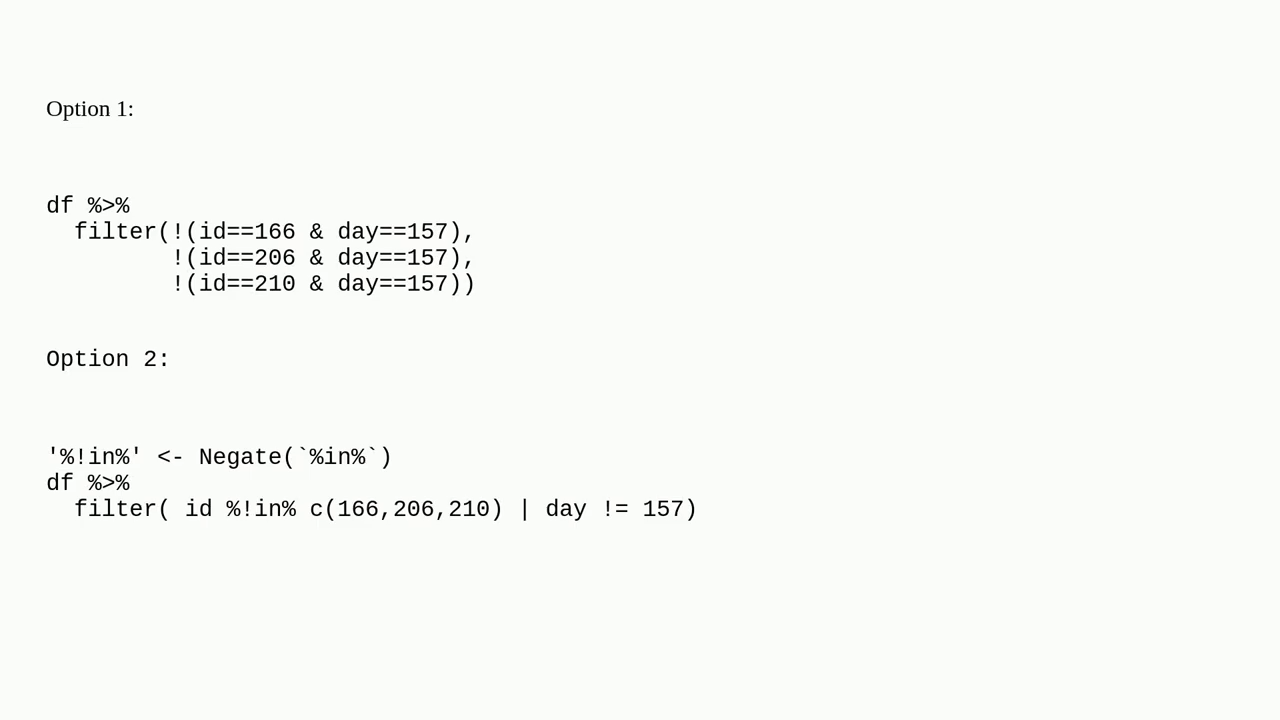 Option 1:
df %>%
  filter(!(id==166 & day==157),
         !(id==206 & day==157),
         !(id==210 & day==157))
Option 2:
'%!in%' <- Negate(`%in%`)
df %>%
  filter( id %!in% c(166,206,210) | day != 157)